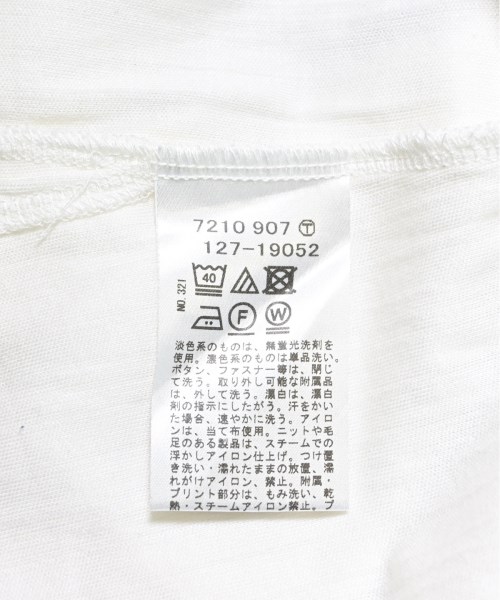 7210 907 Ⓣ
127-19052
NO.321
40
F W
淡色系のものは、無蛍光洗剤を
使用。濃色系のものは単品洗い。
ボタン、ファスナー等は、閉じ
て洗う。取り外し可能な附属品
は、外して洗う。漂白は、漂白
剤の指示にしたがう。汗をかい
た場合、速やかに洗う。アイロ
ンは、当て布使用。ニットや毛
足のある製品は、スチームでの
浮かしアイロン仕上げ。つけ置
き洗い・濡れたままの放置、濡
れがけアイロン、禁止。附属・
プリント部分は、もみ洗い、乾
熱・スチームアイロン禁止。プ